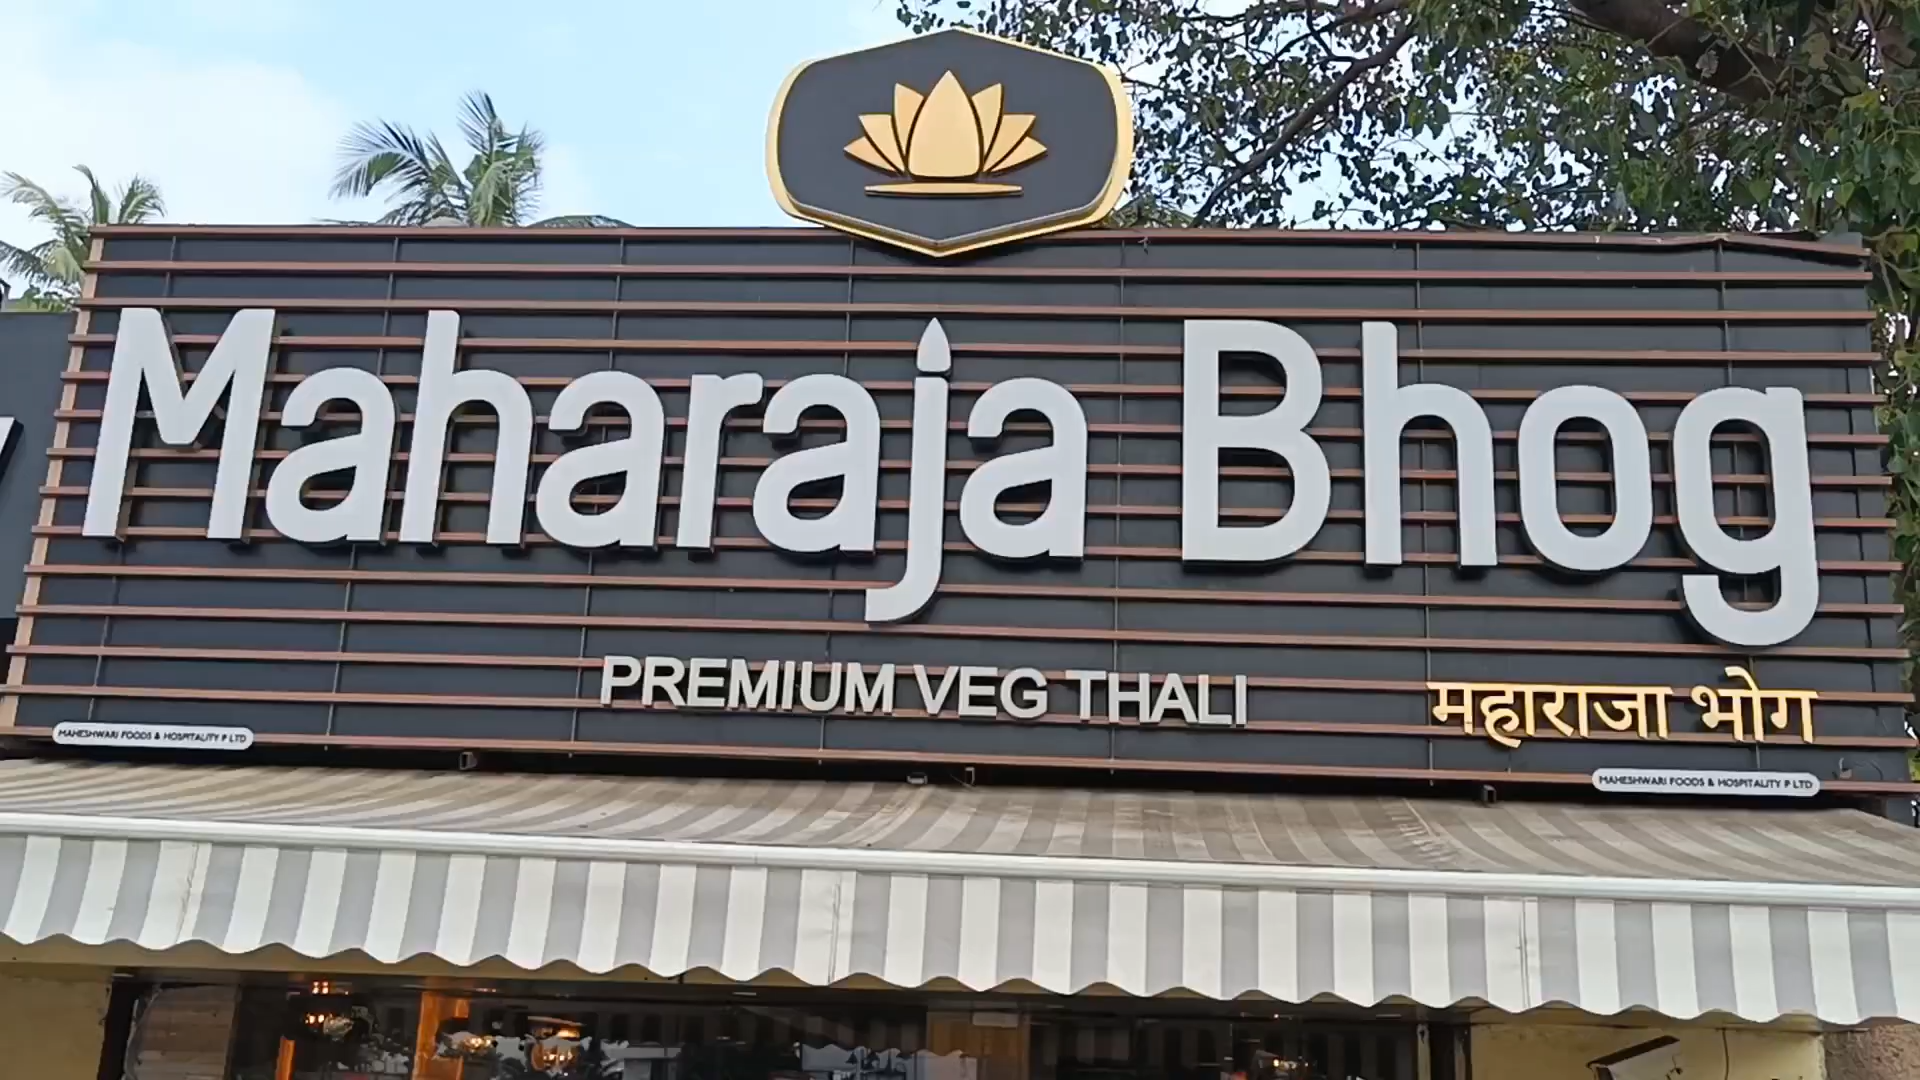 Maharaja Bhog
PREMIUM VEG THALI
महाराजा भोग
MAHESHWARI FOODS & HOSPITALITY P LTD
MAHESHWARI FOODS & HOSPITALITY P LTD